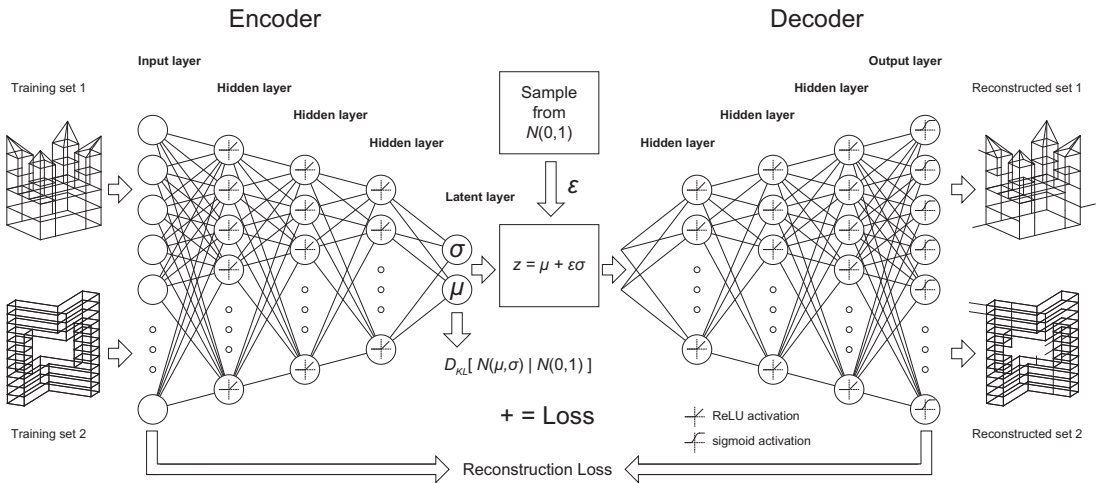 Encoder
Decoder
Input layer
Output layer
Training set 1
Hidden layer
Hidden layer
Reconstructed set 1
Hidden layer
Hidden layer
Hidden layer
Hidden layer
Sample
from
N(0,1)
ε
Latent layer
σ
μ
z = μ + εσ
D_KL[ N(μ,σ) | N(0,1) ]
+ = Loss
ReLU activation
sigmoid activation
Training set 2
Reconstructed set 2
Reconstruction Loss